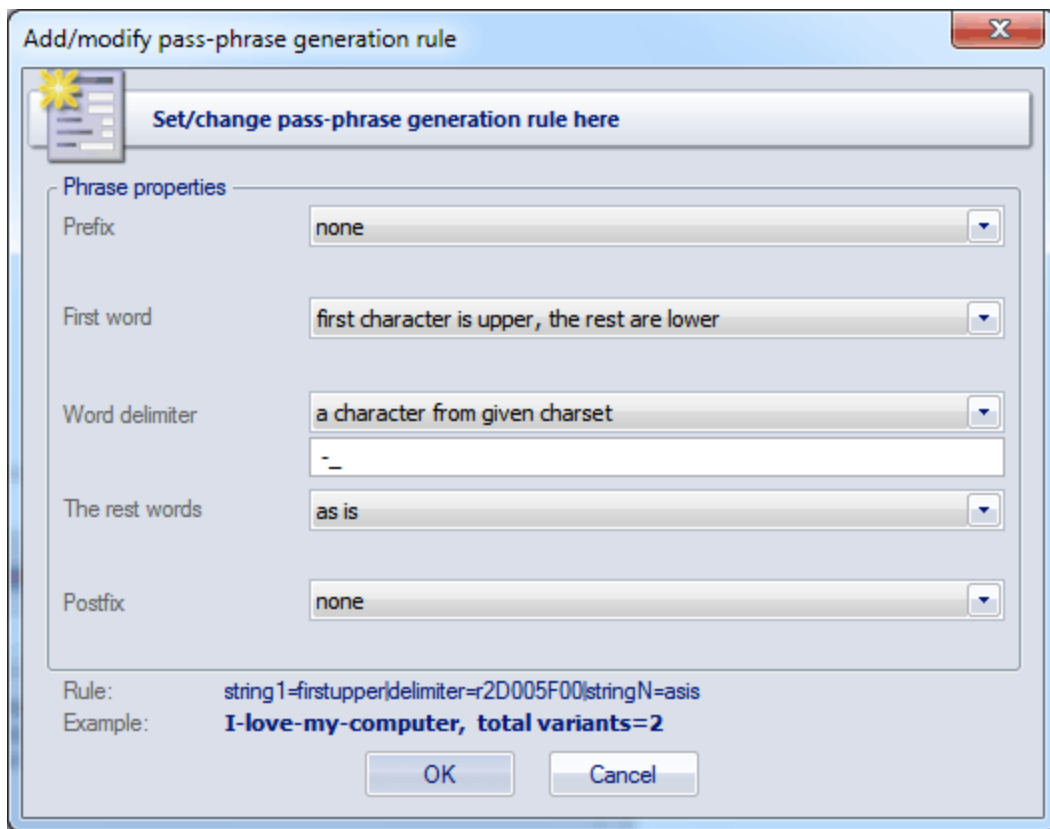 Add/modify pass-phrase generation rule
Set/change pass-phrase generation rule here
Phrase properties
Prefix none
First word first character is upper, the rest are lower
Word delimiter a character from given charset
-_
The rest words as is
Postfix none
Rule: string1=firstupper|delimiter=r2D005F00|stringN=asis
Example: I-love-my-computer, total variants=2
OK Cancel